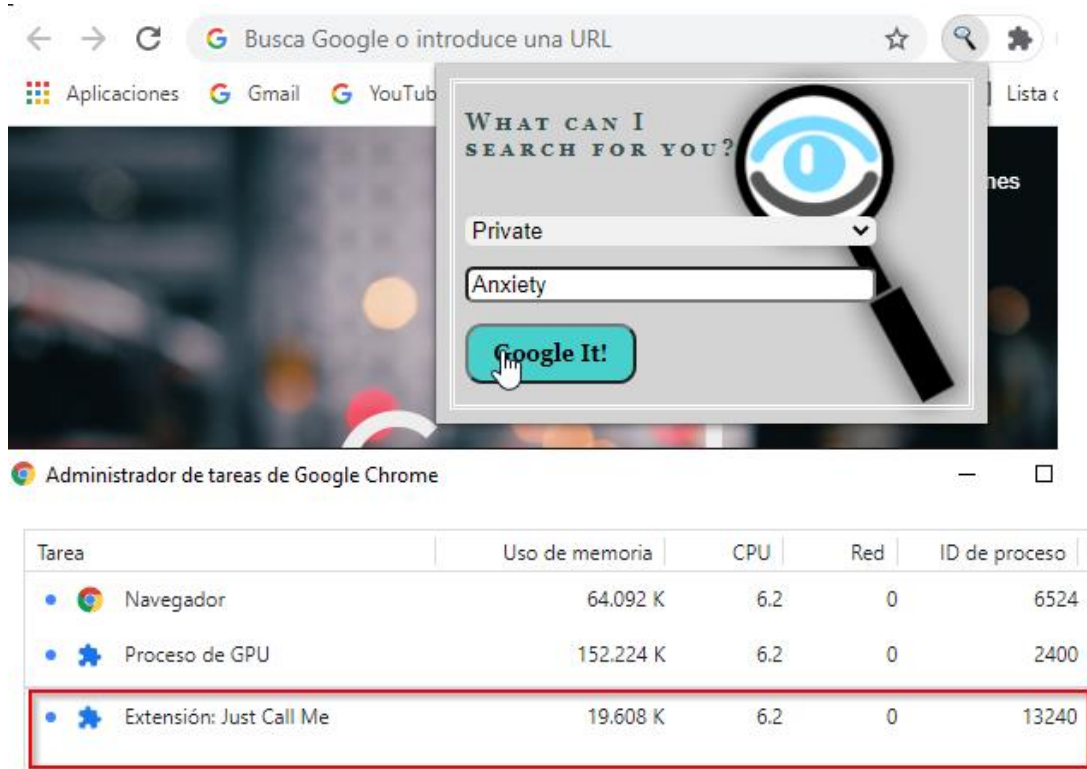 Busca Google o introduce una URL
Aplicaciones Gmail YouTub Lista
WHAT CAN I
SEARCH FOR YOU?
nes
Private
Anxiety
Google It!
Administrador de tareas de Google Chrome
Tarea Uso de memoria CPU Red ID de proceso
Navegador 64.092 K 6.2 0 6524
Proceso de GPU 152.224 K 6.2 0 2400
Extensión: Just Call Me 19.608 K 6.2 0 13240